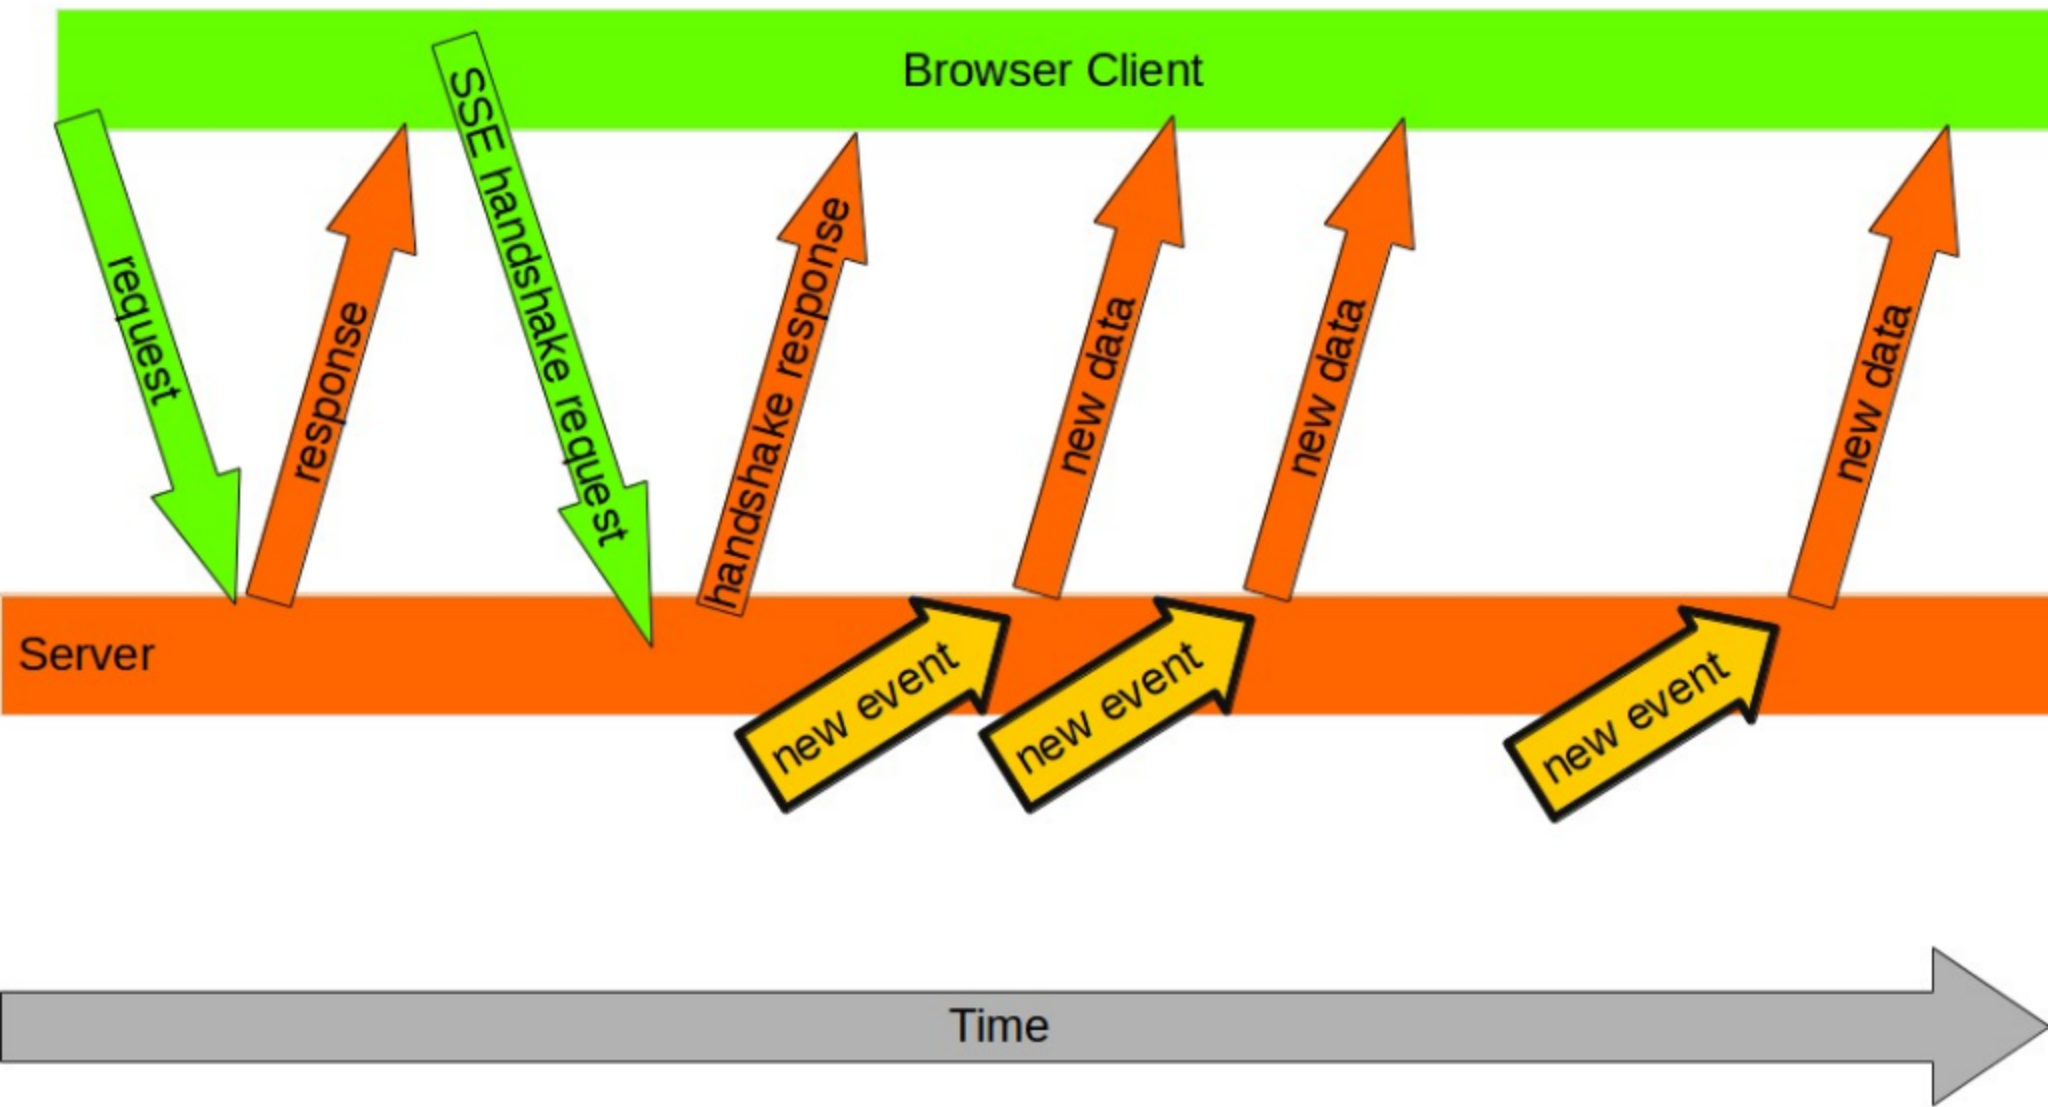 Browser Client
request
response
SSE handshake request
handshake response
new data
new data
new data
Server
new event
new event
new event
Time